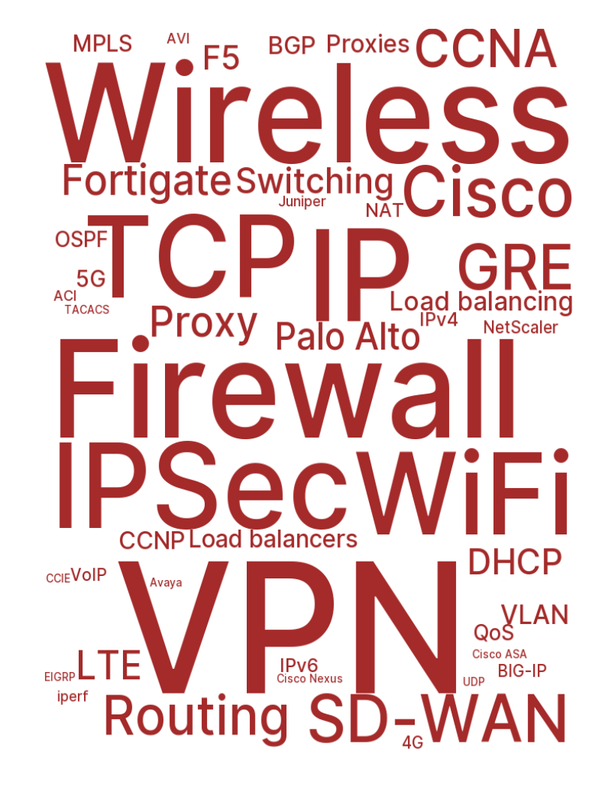 MPLS
AVI
F5
BGP
Proxies
CCNA
Wireless
Fortigate
Switching
Cisco
Juniper
NAT
TCP
IP
OSPF
GRE
5G
ACI
TACACS
Load balancing
Proxy
IPv4
Palo Alto
NetScaler
Firewall
IPSec
WiFi
CCNP
Load balancers
DHCP
CCIE
VoIP
Avaya
VPN
VLAN
QoS
Cisco ASA
LTE
IPv6
BIG-IP
EIGRP
Cisco Nexus
UDP
iperf
Routing
SD-WAN
4G